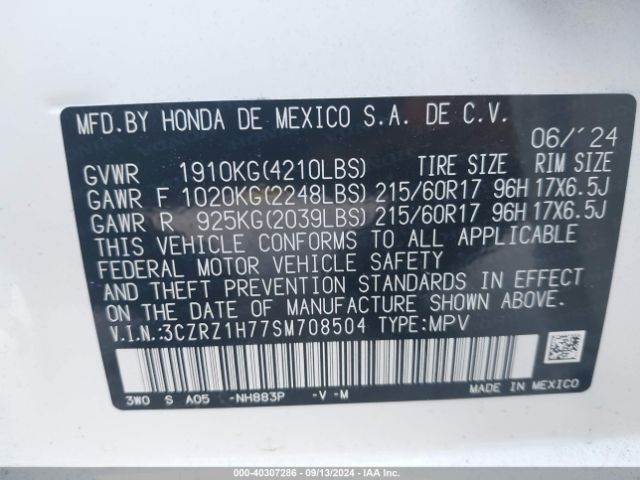 MFD.BY HONDA DE MEXICO S.A. DE C.V.
06/'24
GVWR 1910KG(4210LBS) TIRE SIZE RIM SIZE
GAWR F 1020KG(2248LBS) 215/60R17 96H 17X6.5J
GAWR R 925KG(2039LBS) 215/60R17 96H 17X6.5J
THIS VEHICLE CONFORMS TO ALL APPLICABLE
FEDERAL MOTOR VEHICLE SAFETY
AND THEFT PREVENTION STANDARDS IN EFFECT
ON THE DATE OF MANUFACTURE SHOWN ABOVE.
V.I.N.:3CZRZ1H77SM708504 TYPE:MPV
3W0 S A05 -NH883P -V -M MADE IN MEXICO
000-40307286 - 09/13/2024 - IAA Inc.